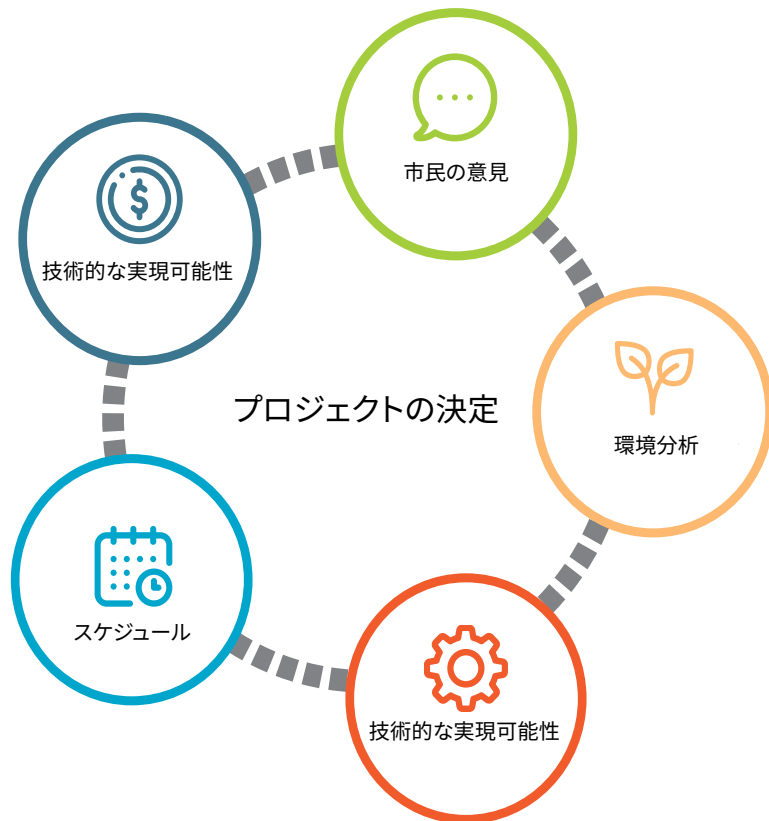 市民の意見
技術的な実現可能性
$
環境分析
プロジェクトの決定
スケジュール
技術的な実現可能性